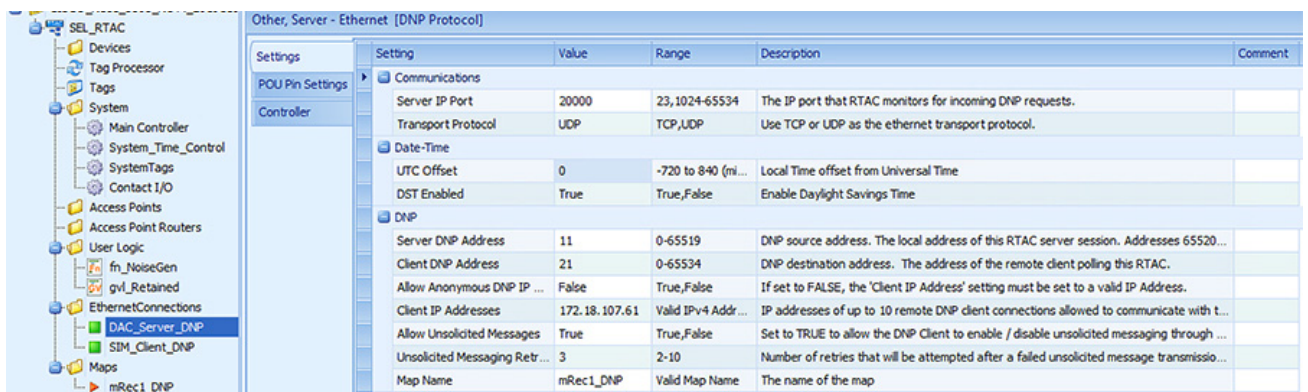 SEL_RTAC
Devices
Tag Processor
Tags
System
Main Controller
System_Time_Control
SystemTags
Contact I/O
Access Points
Access Point Routers
User Logic
fn_NoiseGen
gvl_Retained
EthernetConnections
DAC_Server_DNP
SIM_Client_DNP
Maps
mRec1_DNP
Other, Server - Ethernet [DNP Protocol]
Settings
POU Pin Settings
Controller
Setting Value Range Description Comment
Communications
Server IP Port 20000 23,1024-65534 The IP port that RTAC monitors for incoming DNP requests.
Transport Protocol UDP TCP,UDP Use TCP or UDP as the ethernet transport protocol.
Date-Time
UTC Offset 0 -720 to 840 (mi... Local Time offset from Universal Time
DST Enabled True True,False Enable Daylight Savings Time
DNP
Server DNP Address 11 0-65519 DNP source address. The local address of this RTAC server session. Addresses 65520...
Client DNP Address 21 0-65534 DNP destination address. The address of the remote client polling this RTAC.
Allow Anonymous DNP IP ... False True,False If set to FALSE, the 'Client IP Address' setting must be set to a valid IP Address.
Client IP Addresses 172.18.107.61 Valid IPv4 Addr... IP addresses of up to 10 remote DNP client connections allowed to communicate with t...
Allow Unsolicited Messages True True,False Set to TRUE to allow the DNP Client to enable / disable unsolicited messaging through ...
Unsolicited Messaging Retr... 3 2-10 Number of retries that will be attempted after a failed unsolicited message transmissio...
Map Name mRec1_DNP Valid Map Name The name of the map